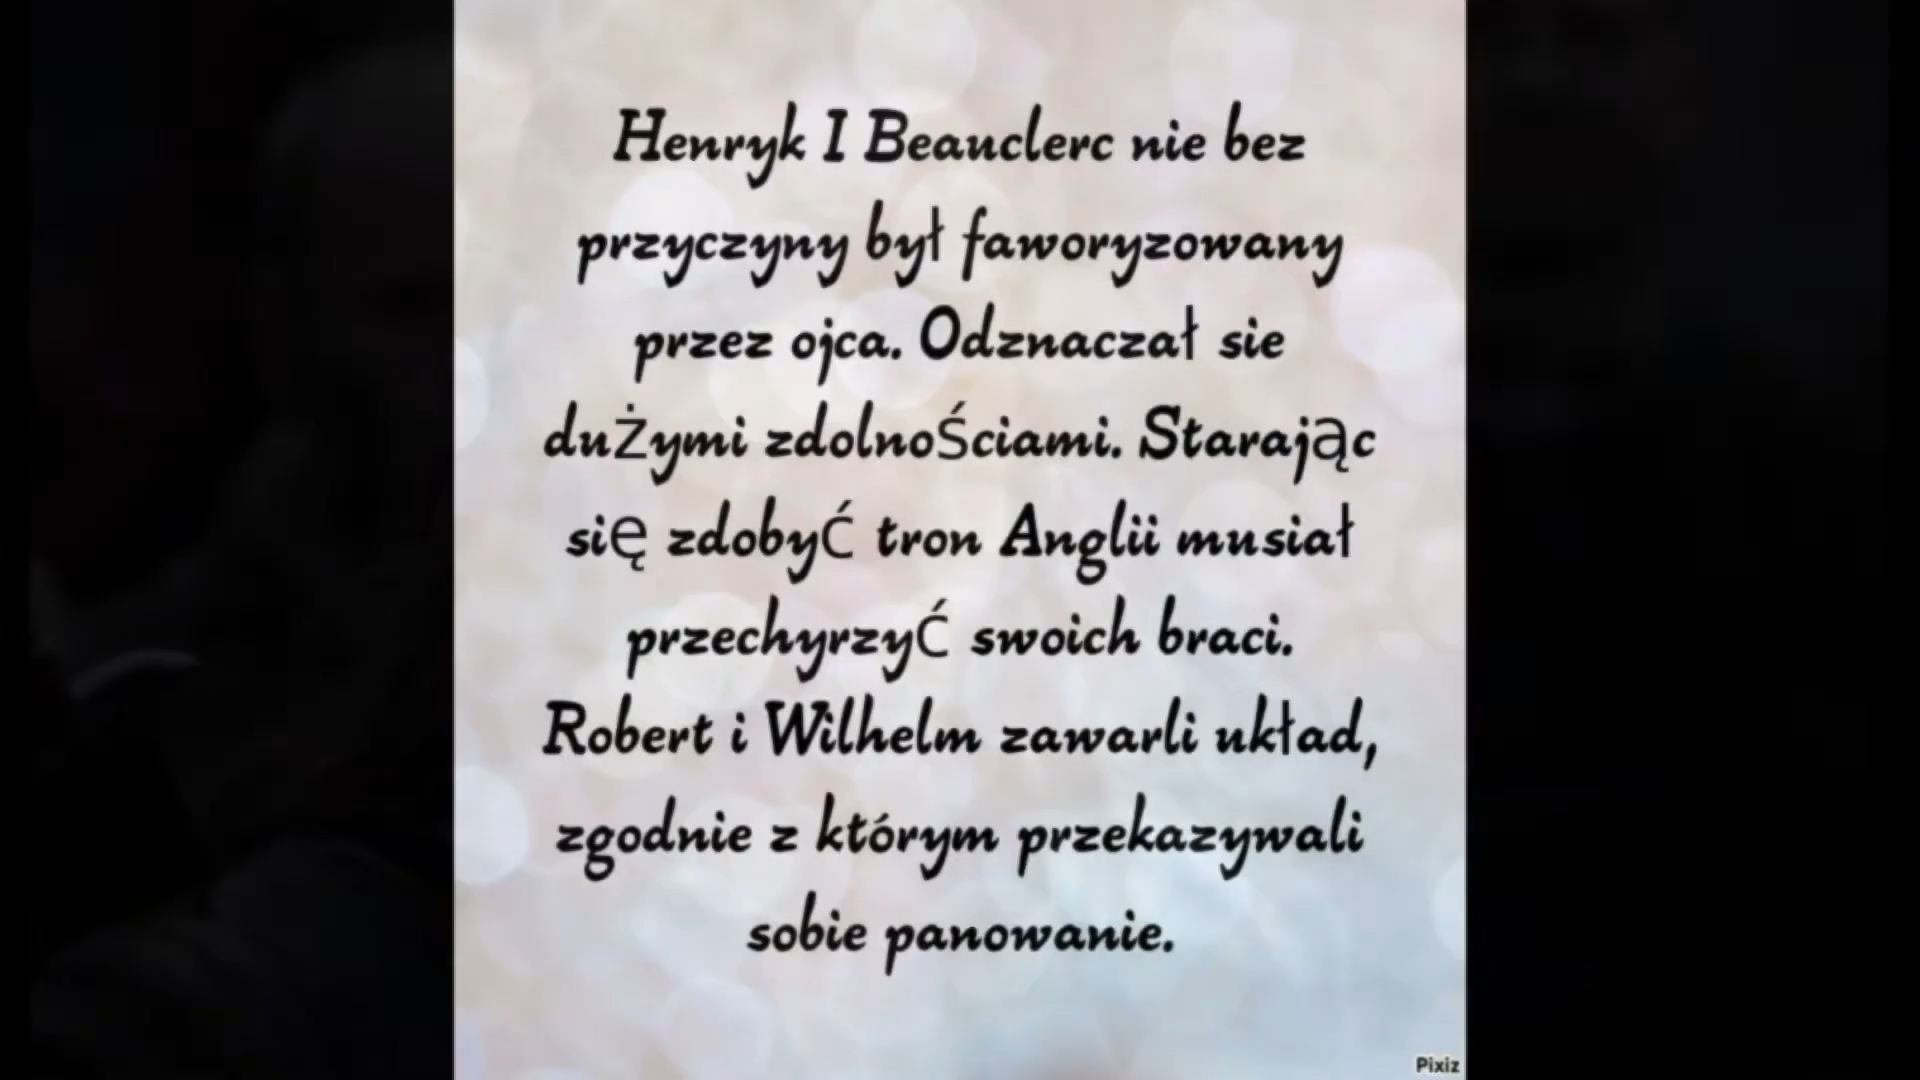 Henryk I Beauclerc nie bez
przyczyny był faworyzowany
przez ojca. Odznaczał sie
dużymi zdolnościami. Starając
się zdobyć tron Anglii musiał
przechyrzyć swoich braci.
Robert i Wilhelm zawarli układ,
zgodnie z którym przekazywali
sobie panowanie.
Pixiz